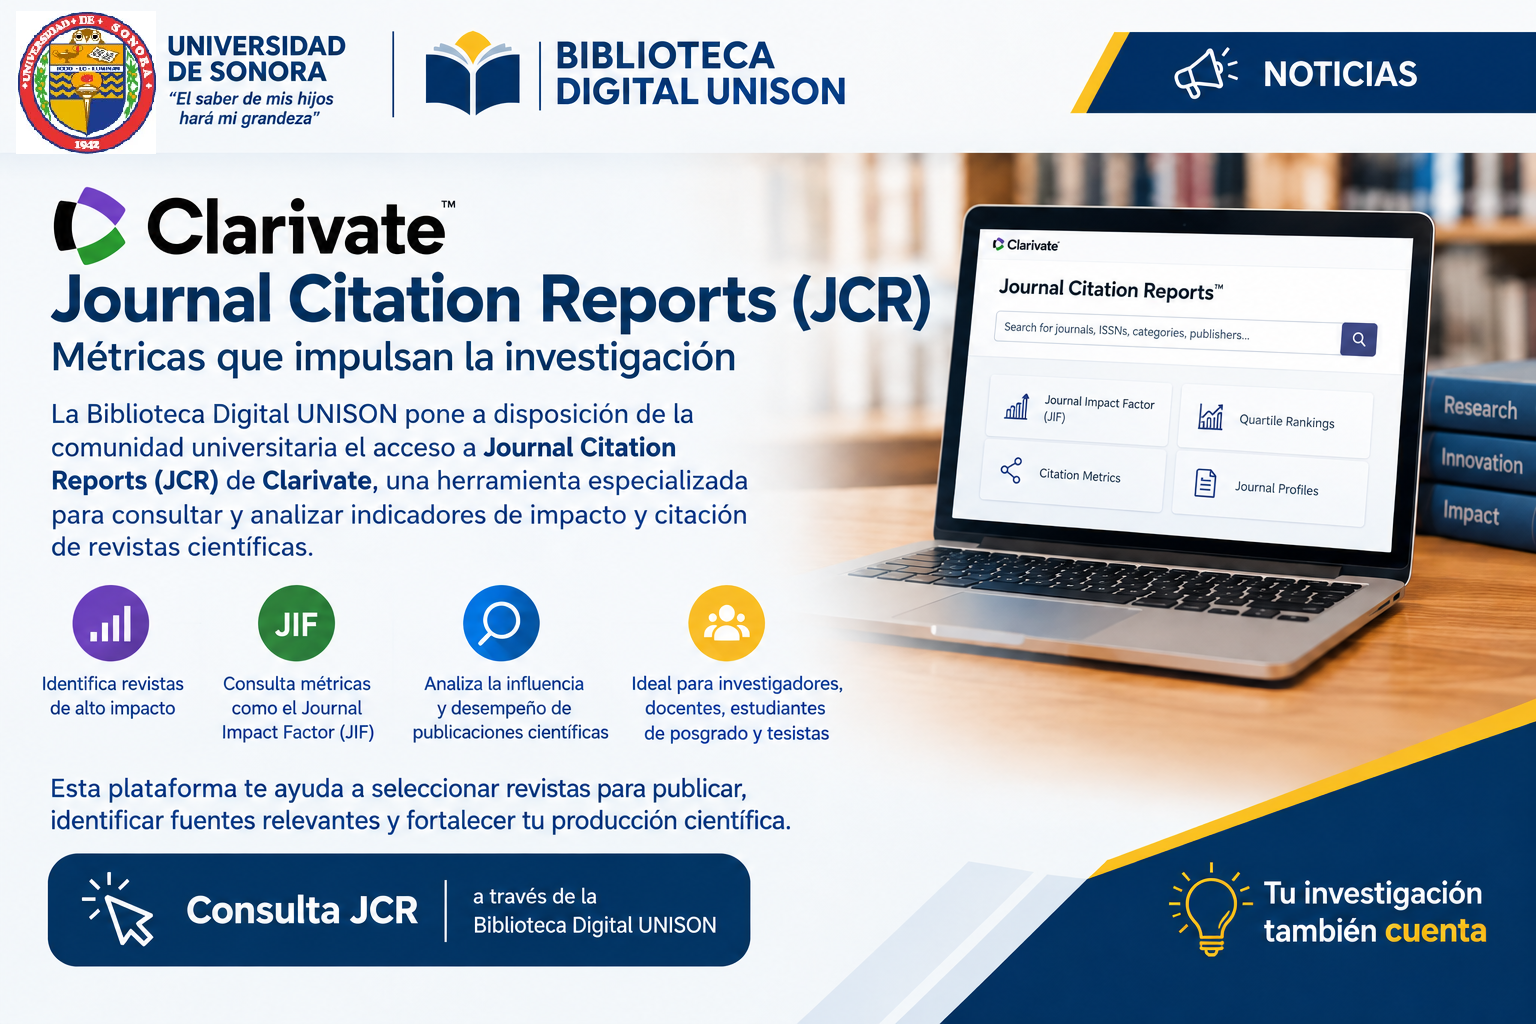 UNIVERSIDAD DE SONORA
1942
UNIVERSIDAD
DE SONORA
"El saber de mis hijos
hará mi grandeza"
BIBLIOTECA
DIGITAL UNISON
NOTICIAS
Clarivate™
Journal Citation Reports (JCR)
Métricas que impulsan la investigación
La Biblioteca Digital UNISON pone a disposición de la
comunidad universitaria el acceso a Journal Citation
Reports (JCR) de Clarivate, una herramienta especializada
para consultar y analizar indicadores de impacto y citación
de revistas científicas.
Identifica revistas
de alto impacto
JIF
Consulta métricas
como el Journal
Impact Factor (JIF)
Analiza la influencia
y desempeño de
publicaciones científicas
Ideal para investigadores,
docentes, estudiantes
de posgrado y tesistas
Esta plataforma te ayuda a seleccionar revistas para publicar,
identificar fuentes relevantes y fortalecer tu producción científica.
Consulta JCR
a través de la
Biblioteca Digital UNISON
Clarivate
Journal Citation Reports™
Search for journals, ISSNs, categories, publishers...
Journal Impact Factor
(JIF)
Quartile Rankings
Citation Metrics
Journal Profiles
Research
Innovation
Impact
Tu investigación
también cuenta